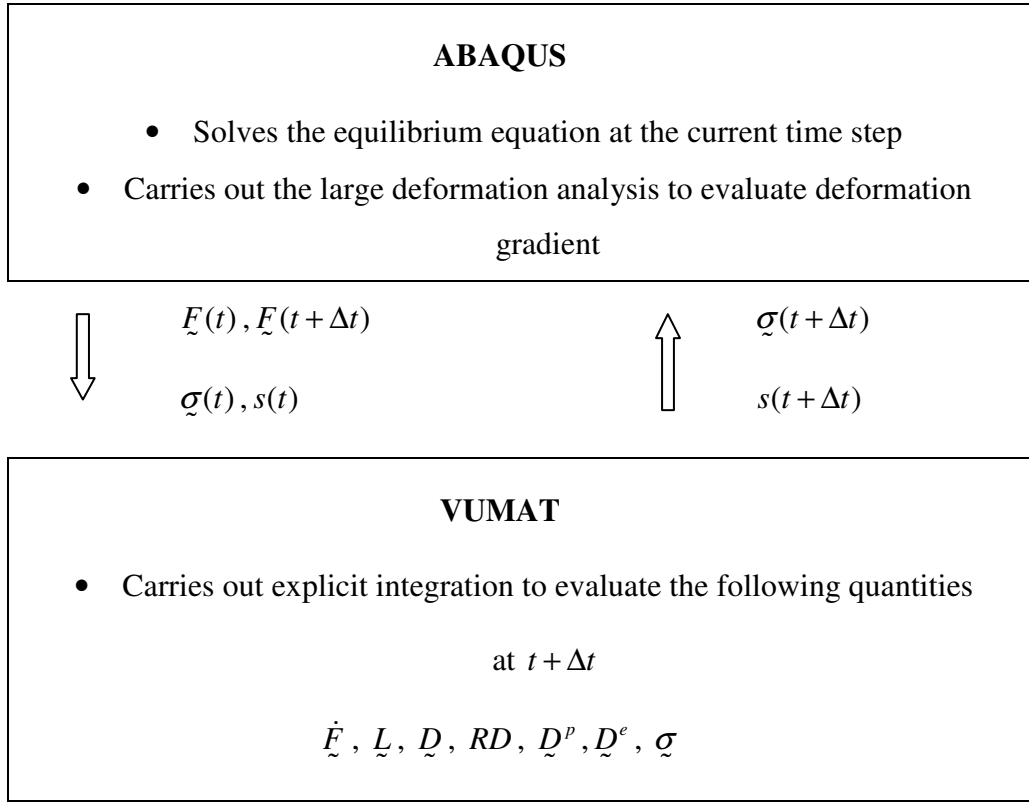 ABAQUS
• Solves the equilibrium equation at the current time step
• Carries out the large deformation analysis to evaluate deformation
gradient
F̰(t) , F̰(t + Δt) σ̰(t + Δt)
σ̰(t) , s(t) s(t + Δt)
VUMAT
• Carries out explicit integration to evaluate the following quantities
at t + Δt
Ḟ̰ , L̰, D̰, RD, D̰ᵖ, D̰ᵉ, σ̰